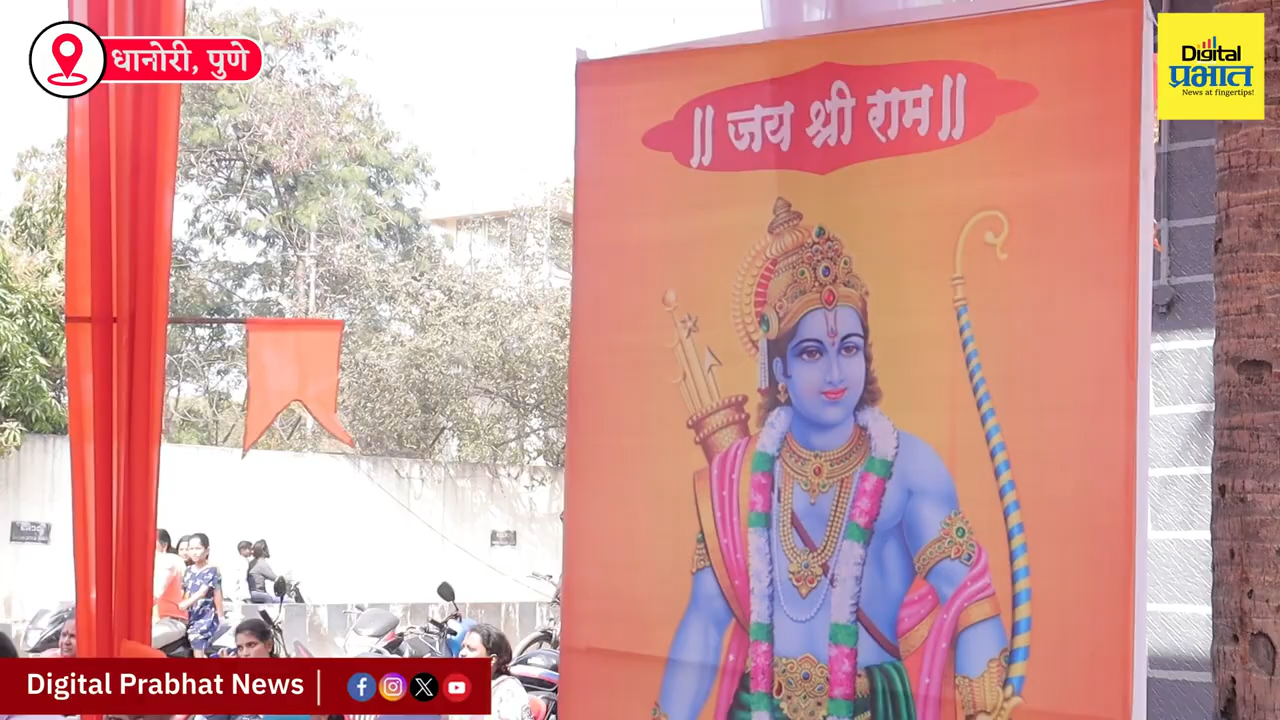 धानोरी, पुणे
Digital
प्रभात
News at fingertips!
॥ जय श्री राम॥
Digital Prabhat News |